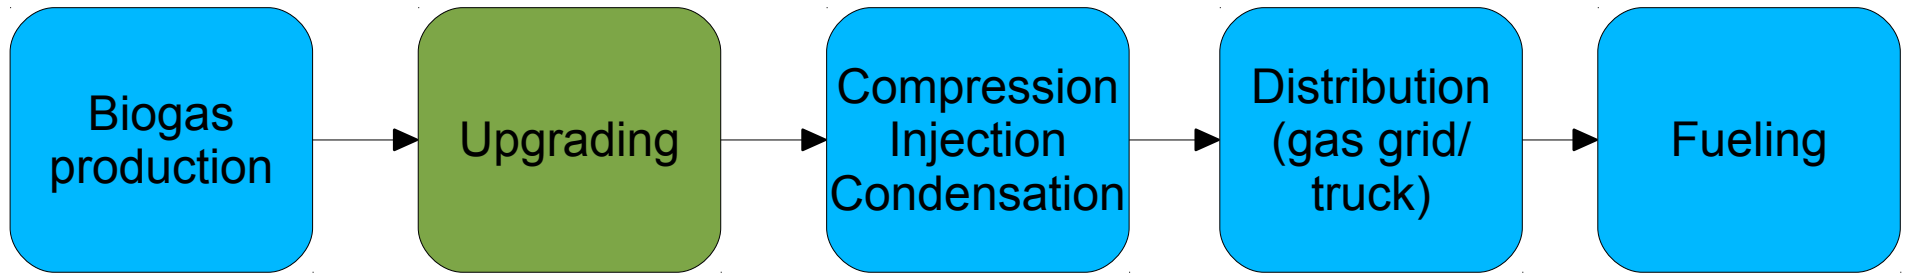 Biogas
production
Upgrading
Compression
Injection
Condensation
Distribution
(gas grid/
truck)
Fueling